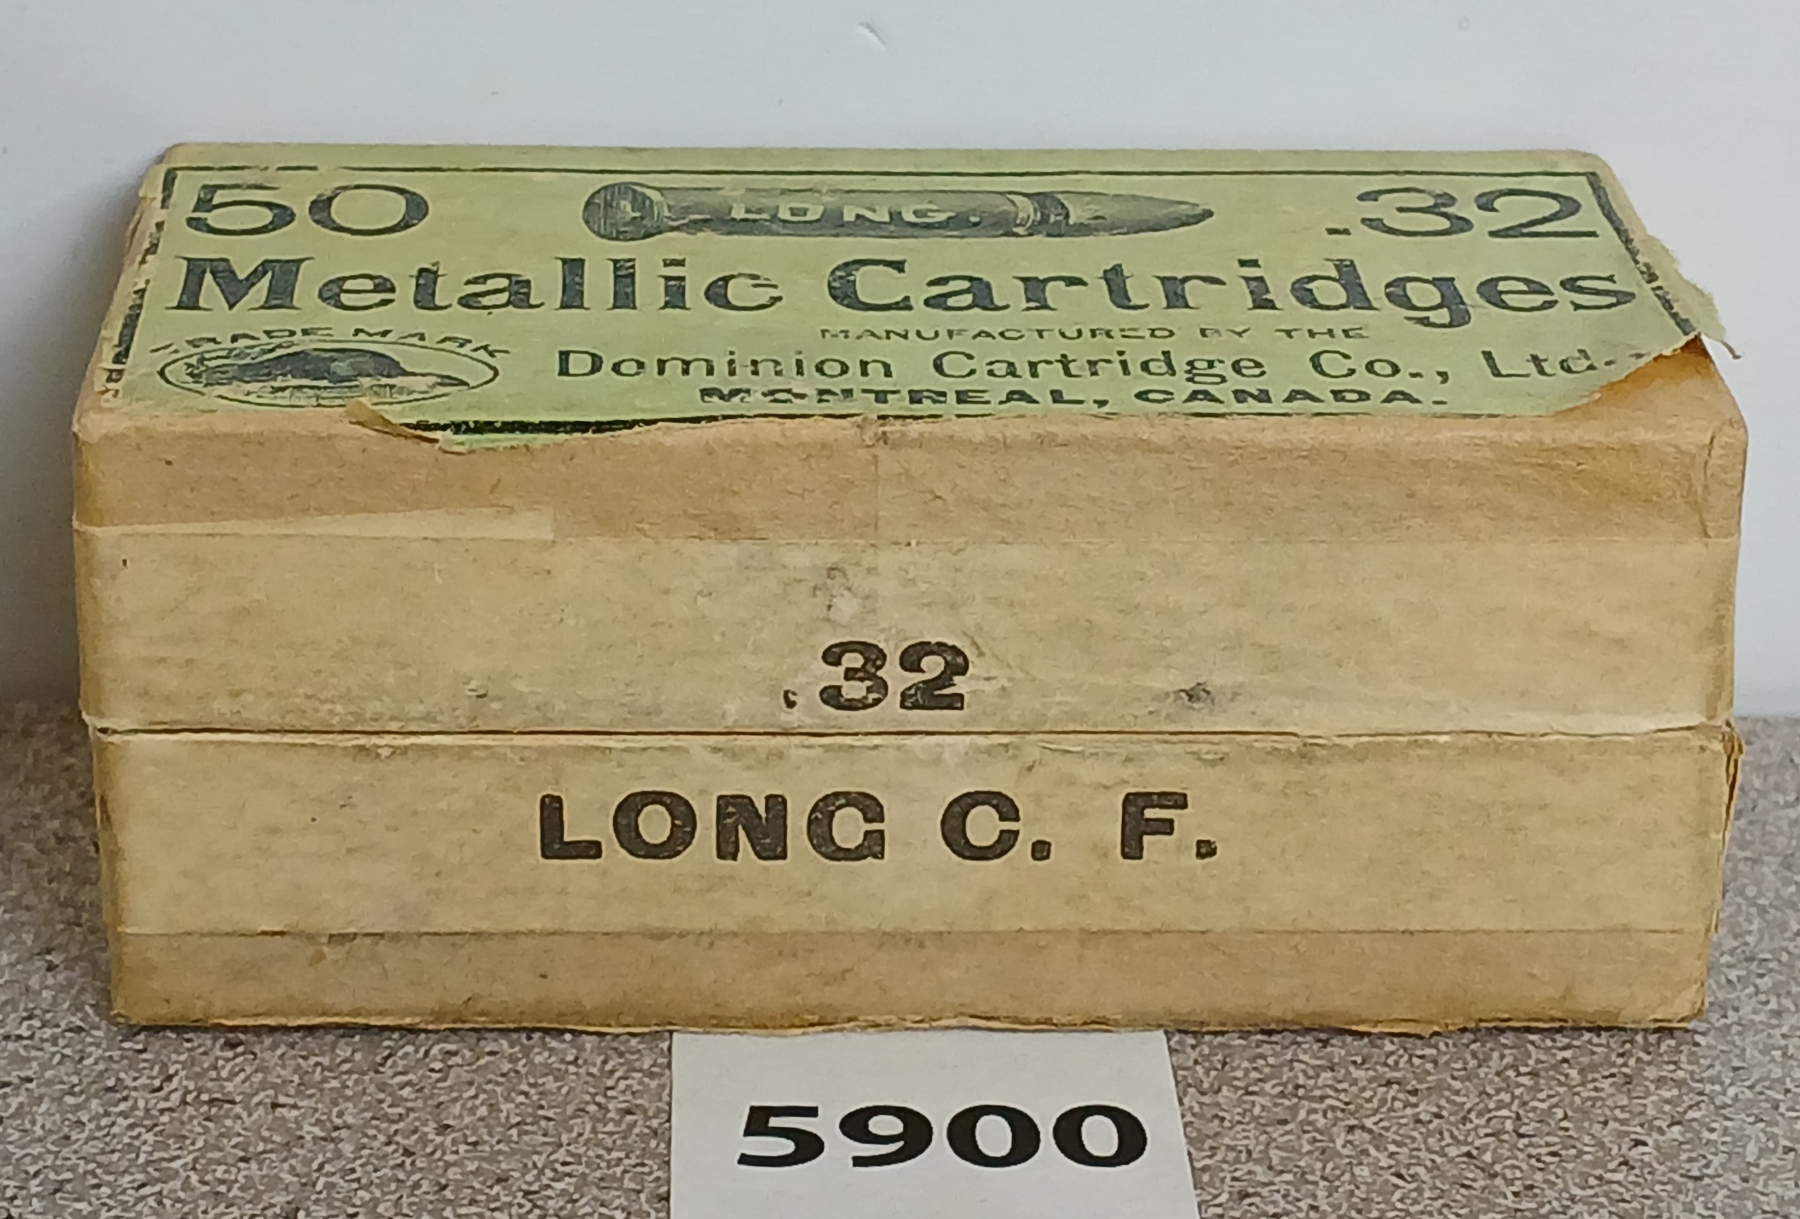 50 LONG. .32
Metallic Cartridges
TRADE MARK
MANUFACTURED BY THE
Dominion Cartridge Co., Ltd.
MONTREAL, CANADA.
.32
LONG C. F.
5900